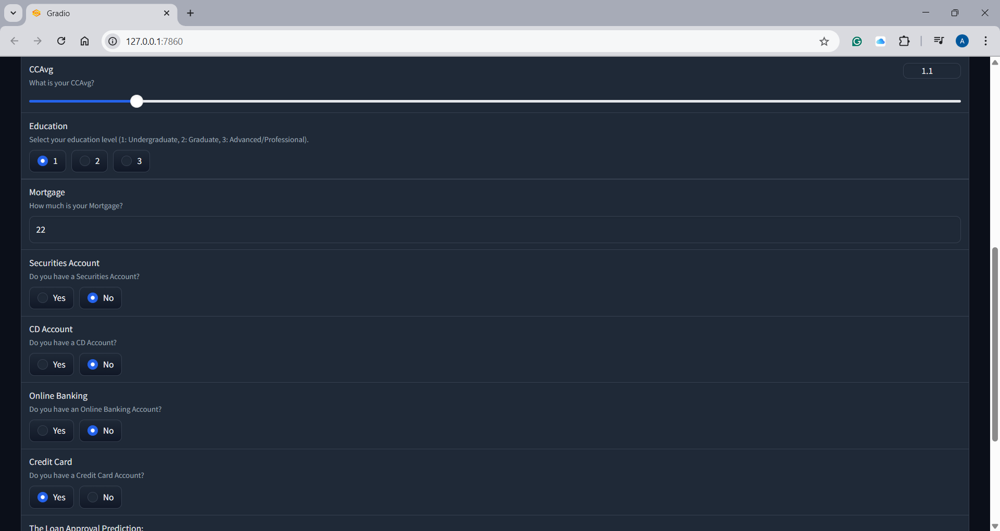 Gradio
127.0.0.1:7860
A
CCAvg
1.1
What is your CCAvg?
Education
Select your education level (1: Undergraduate, 2: Graduate, 3: Advanced/Professional).
1 2 3
Mortgage
How much is your Mortgage?
22
Securities Account
Do you have a Securities Account?
Yes No
CD Account
Do you have a CD Account?
Yes No
Online Banking
Do you have an Online Banking Account?
Yes No
Credit Card
Do you have a Credit Card Account?
Yes No
The Loan Approval Prediction: